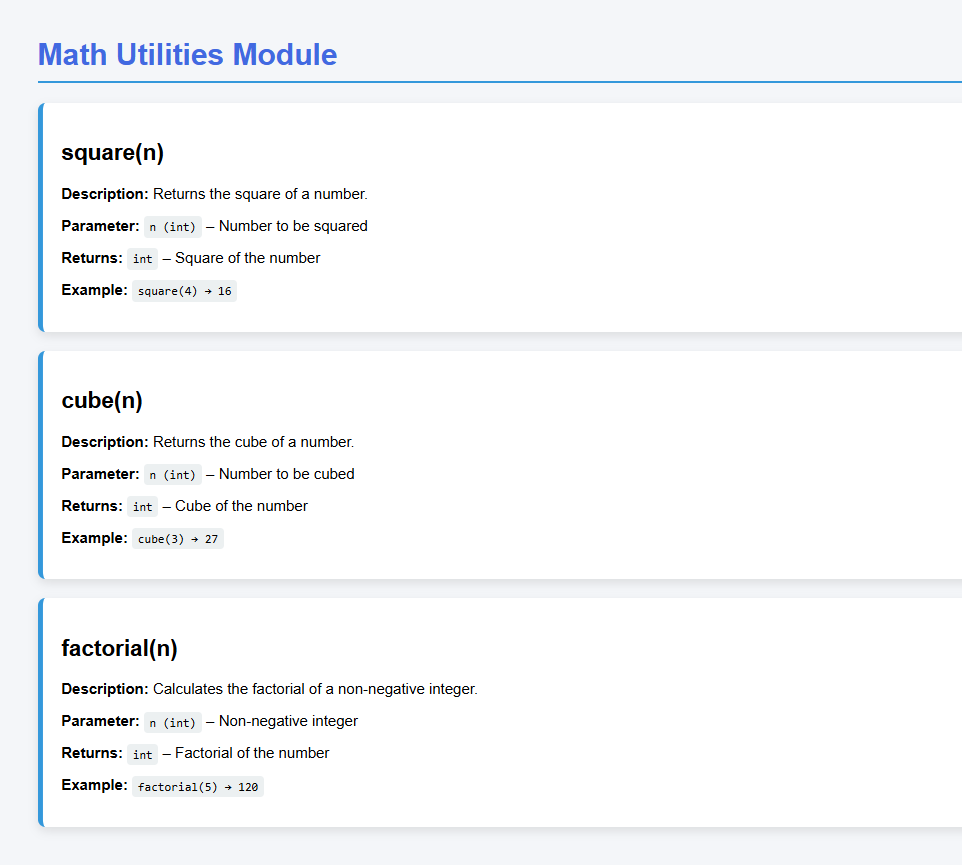 Math Utilities Module
square(n)
Description: Returns the square of a number.
Parameter: n (int) – Number to be squared
Returns: int – Square of the number
Example: square(4) → 16
cube(n)
Description: Returns the cube of a number.
Parameter: n (int) – Number to be cubed
Returns: int – Cube of the number
Example: cube(3) → 27
factorial(n)
Description: Calculates the factorial of a non-negative integer.
Parameter: n (int) – Non-negative integer
Returns: int – Factorial of the number
Example: factorial(5) → 120